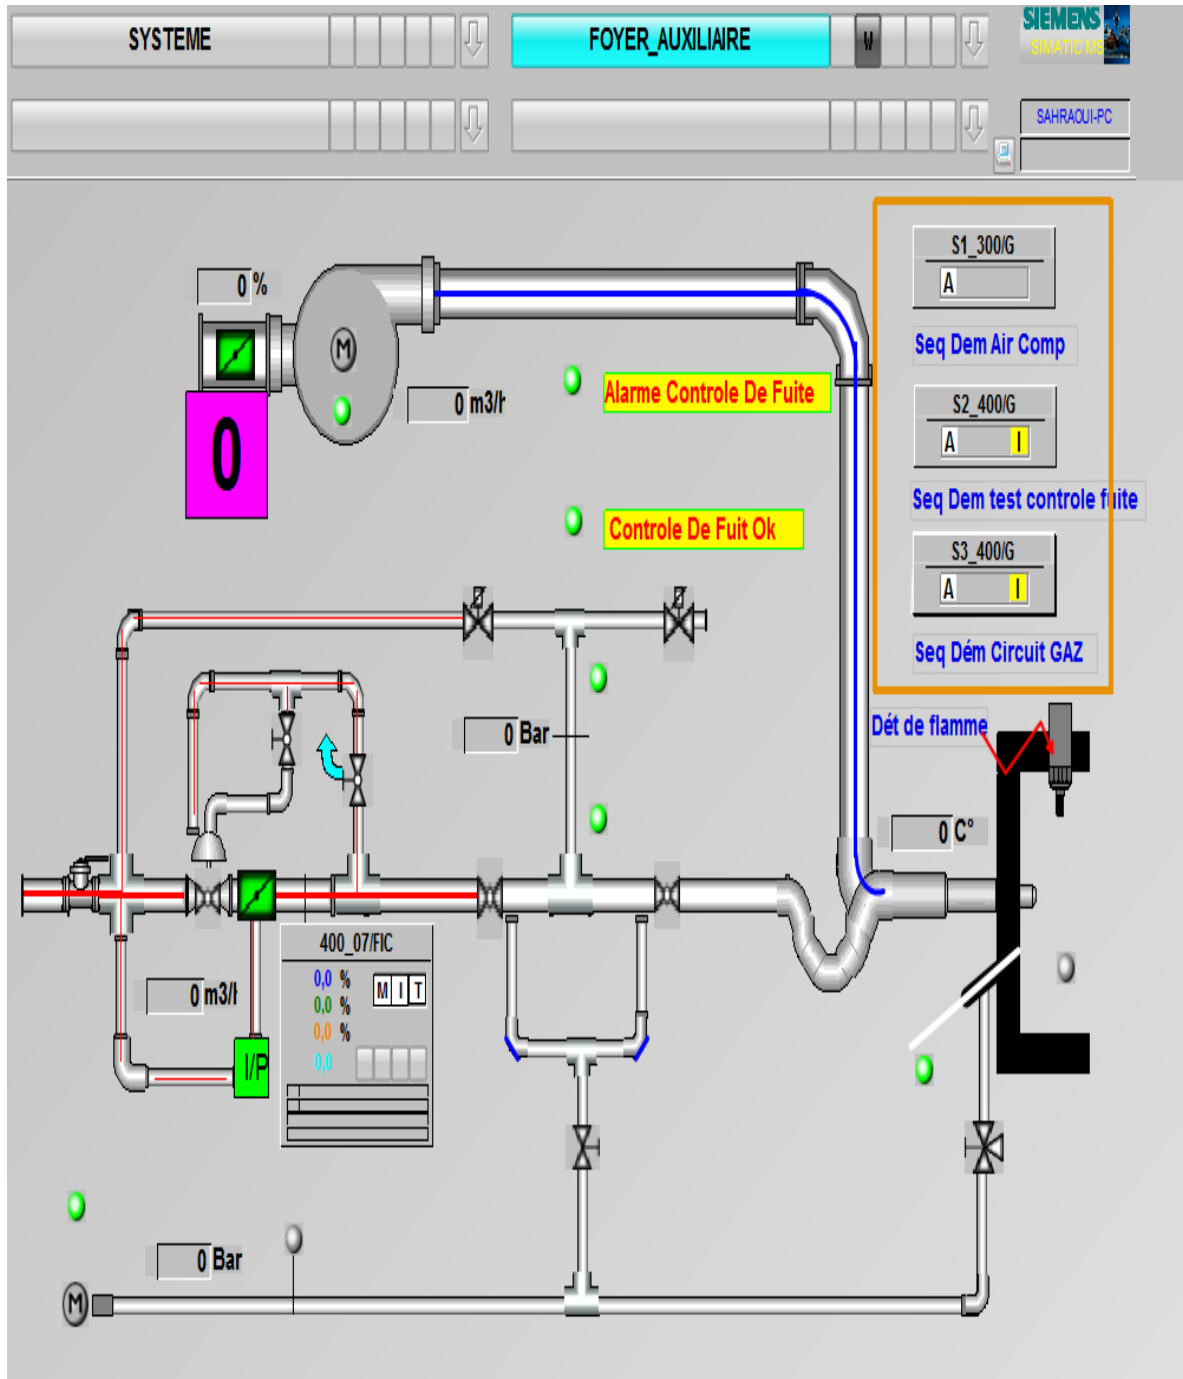 SYSTEME
FOYER_AUXILIAIRE
W
SIEMENS
SIMATIC MS
SAHRAOUI-PC
0 %
M
0 m3/h
0
Alarme Controle De Fuite
Controle De Fuit Ok
S1_300/G
A
Seq Dem Air Comp
S2_400/G
A I
Seq Dem test controle fuite
S3_400/G
A I
Seq Dém Circuit GAZ
Dét de flamme
0 Bar
0 C°
400_07/FIC
0,0 %
0,0 %
0,0 %
0,0
M I T
0 m3/h
I/P
0 Bar
M